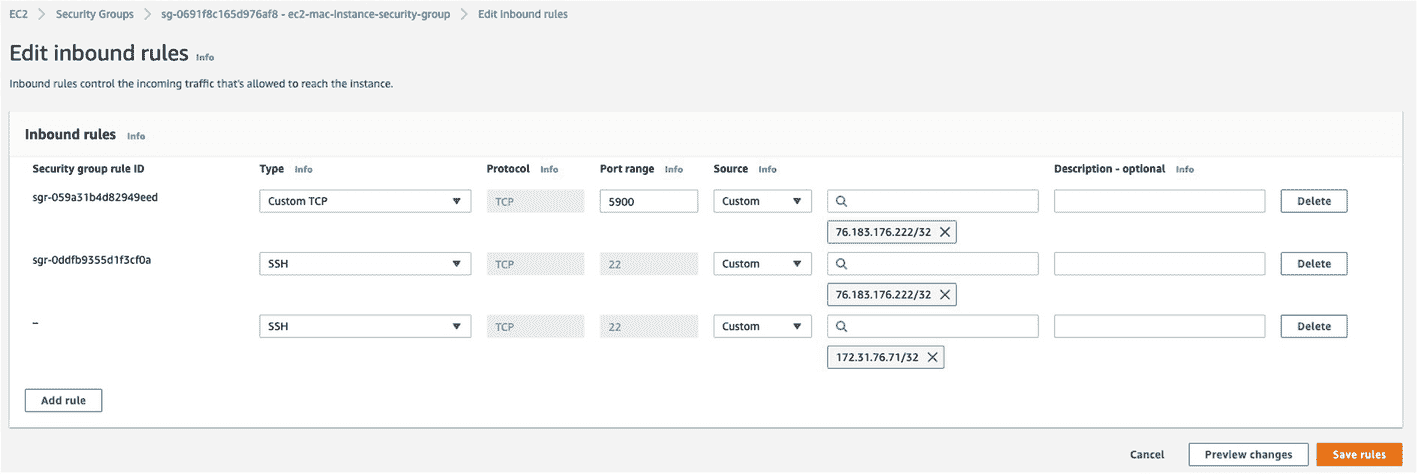 EC2 > Security Groups > sg-0691f8c165d976af8 - ec2-mac-instance-security-group > Edit inbound rules
Edit inbound rules Info
Inbound rules control the incoming traffic that's allowed to reach the instance.
Inbound rules Info
Security group rule ID Type Info Protocol Info Port range Info Source Info Description - optional Info
sgr-059a31b4d82949eed Custom TCP TCP 5900 Custom Delete
76.183.176.222/32
sgr-0ddfb9355d1f3cf0a SSH TCP 22 Custom Delete
76.183.176.222/32
– SSH TCP 22 Custom Delete
172.31.76.71/32
Add rule
Cancel Preview changes Save rules